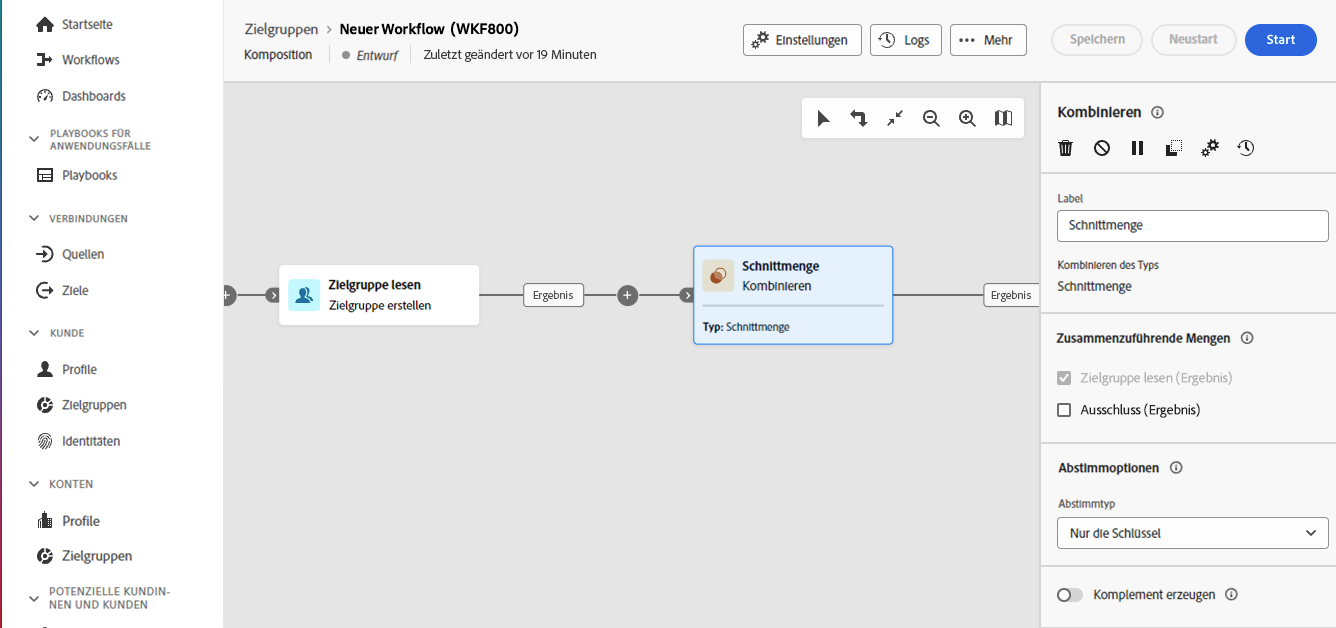 Startseite
Workflows
Dashboards
PLAYBOOKS FÜR
ANWENDUNGSFÄLLE
Playbooks
VERBINDUNGEN
Quellen
Ziele
KUNDE
Profile
Zielgruppen
Identitäten
KONTEN
Profile
Zielgruppen
POTENZIELLE KUNDIN-
NEN UND KUNDEN
Zielgruppen › Neuer Workflow (WKF800)
Komposition Entwurf Zuletzt geändert vor 19 Minuten
Einstellungen Logs Mehr Speichern Neustart Start
Zielgruppe lesen
Zielgruppe erstellen
Ergebnis
Schnittmenge
Kombinieren
Typ: Schnittmenge
Ergebnis
Kombinieren
Label
Schnittmenge
Kombinieren des Typs
Schnittmenge
Zusammenzuführende Mengen
Zielgruppe lesen (Ergebnis)
Ausschluss (Ergebnis)
Abstimmoptionen
Abstimmtyp
Nur die Schlüssel
Komplement erzeugen